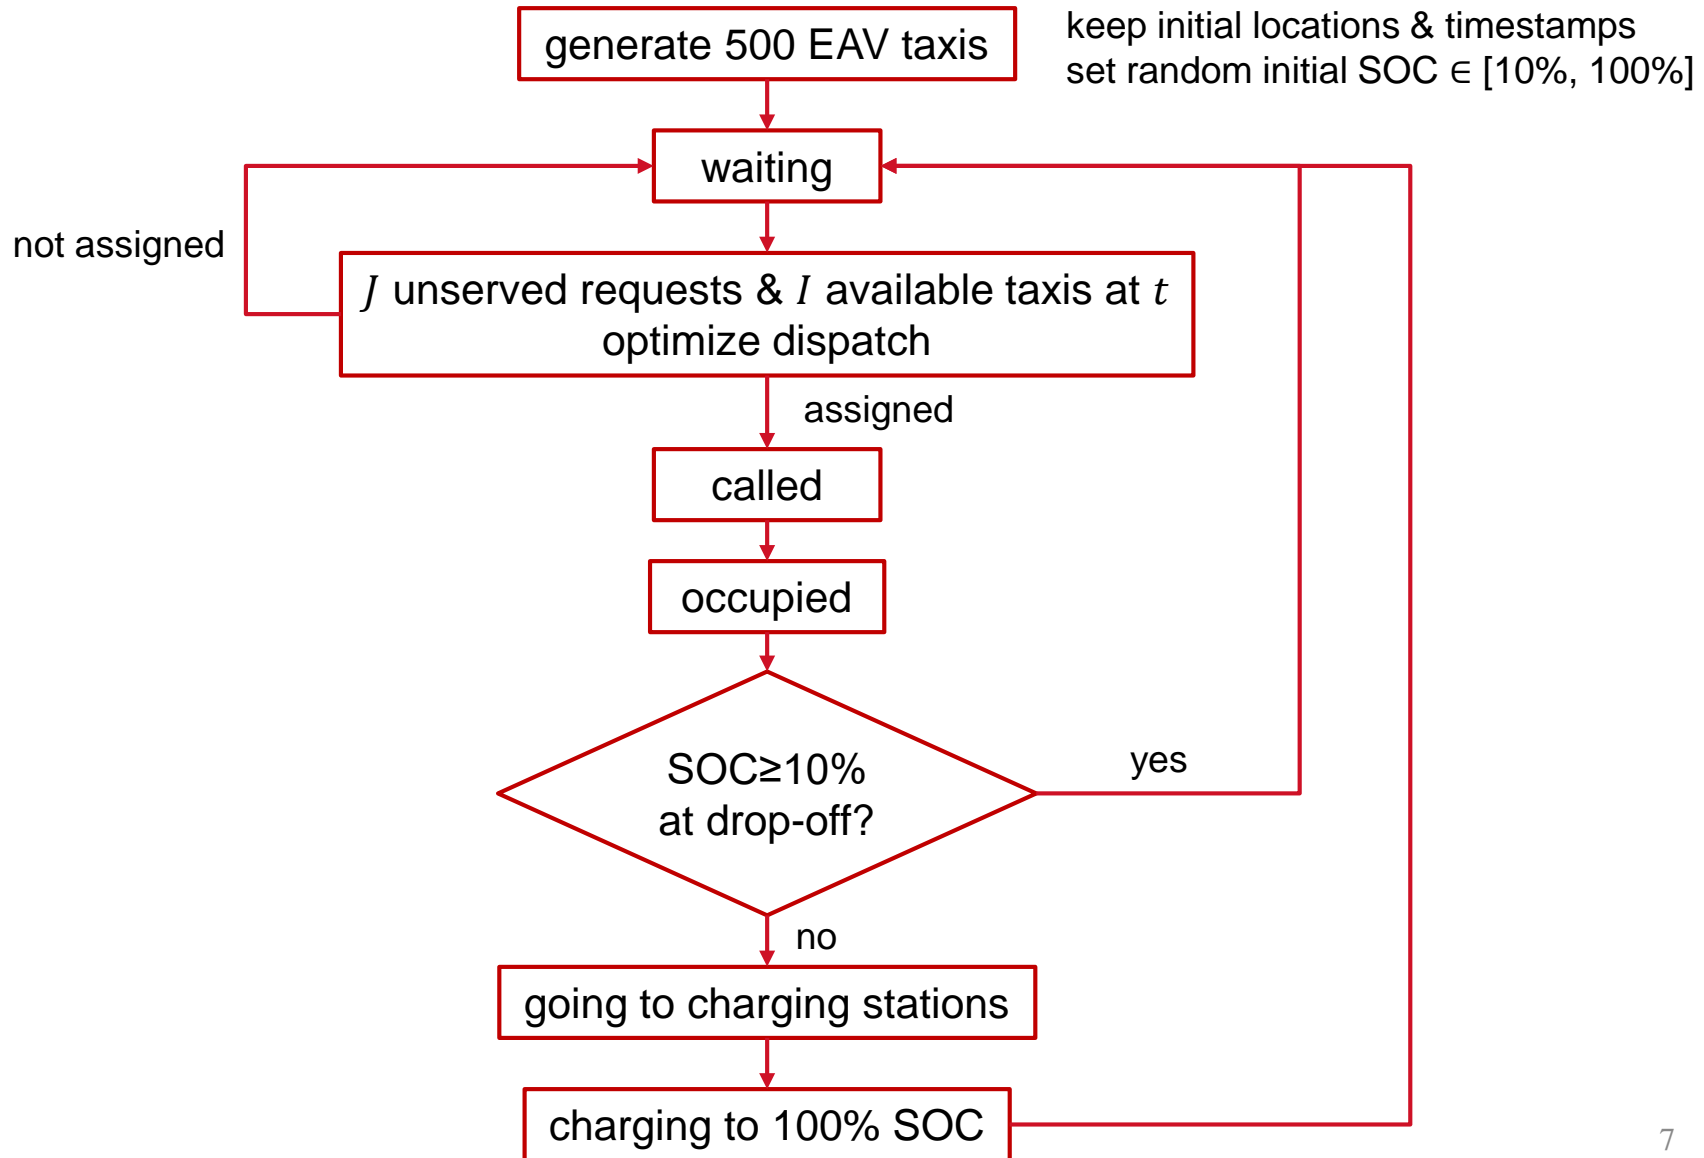 generate 500 EAV taxis
keep initial locations & timestamps
set random initial SOC ∈ [10%, 100%]
waiting
not assigned
J unserved requests & I available taxis at t
optimize dispatch
assigned
called
occupied
SOC≥10%
at drop-off?
yes
no
going to charging stations
charging to 100% SOC
7